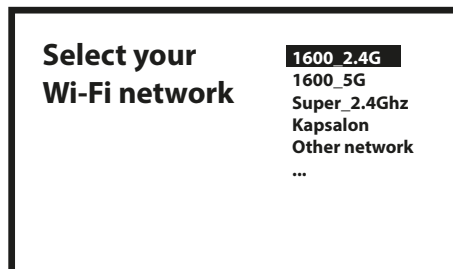 Select your
Wi-Fi network
1600_2.4G
1600_5G
Super_2.4Ghz
Kapsalon
Other network
...